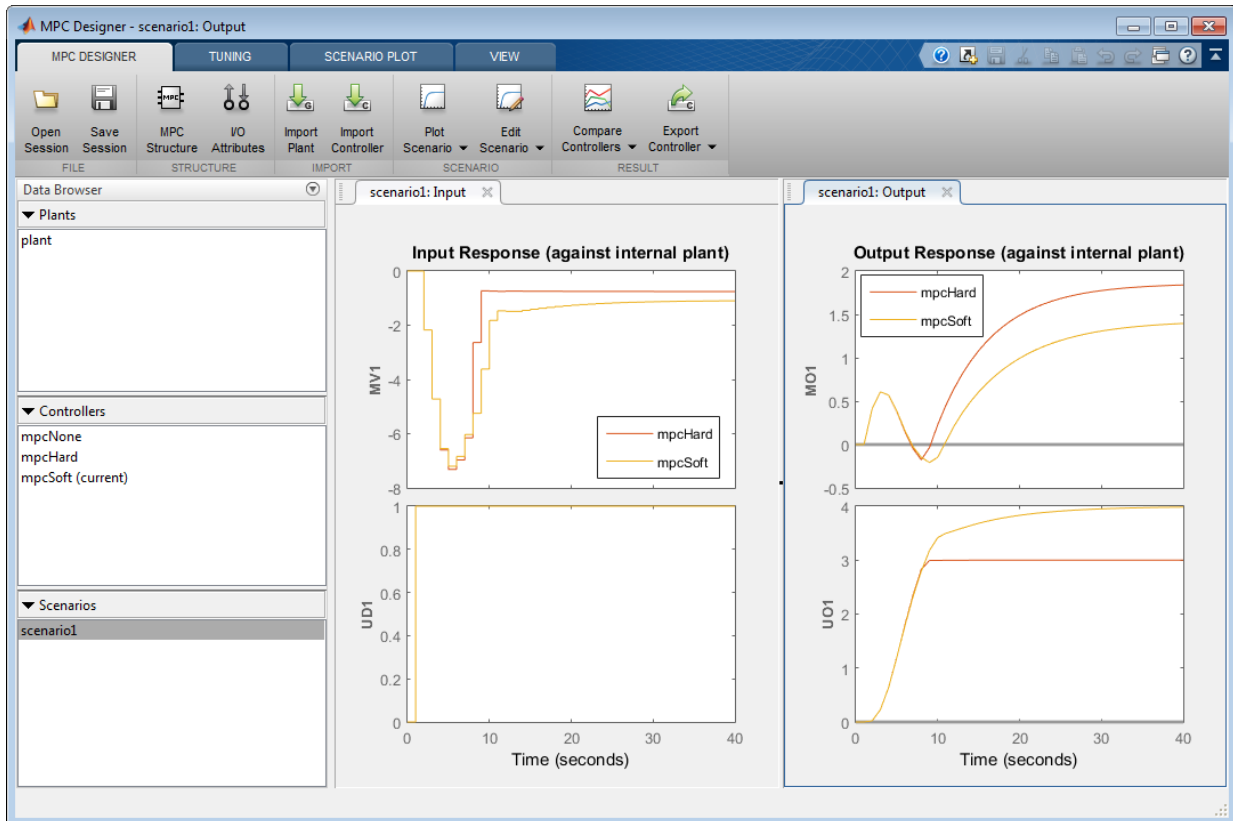 MPC Designer - scenario1: Output
MPC DESIGNER
TUNING
SCENARIO PLOT
VIEW
Open Session
Save Session
MPC Structure
I/O Attributes
Import Plant
Import Controller
Plot Scenario
Edit Scenario
Compare Controllers
Export Controller
FILE
STRUCTURE
IMPORT
SCENARIO
RESULT
Data Browser
Plants
plant
Controllers
mpcNone
mpcHard
mpcSoft (current)
Scenarios
scenario1
scenario1: Input
Input Response (against internal plant)
0
-2
-4
-6
-8
MV1
mpcHard
mpcSoft
1
0.8
0.6
0.4
0.2
0
UD1
0 10 20 30 40
Time (seconds)
scenario1: Output
Output Response (against internal plant)
2
1.5
1
0.5
0
-0.5
MO1
mpcHard
mpcSoft
4
3
2
1
0
UO1
0 10 20 30 40
Time (seconds)